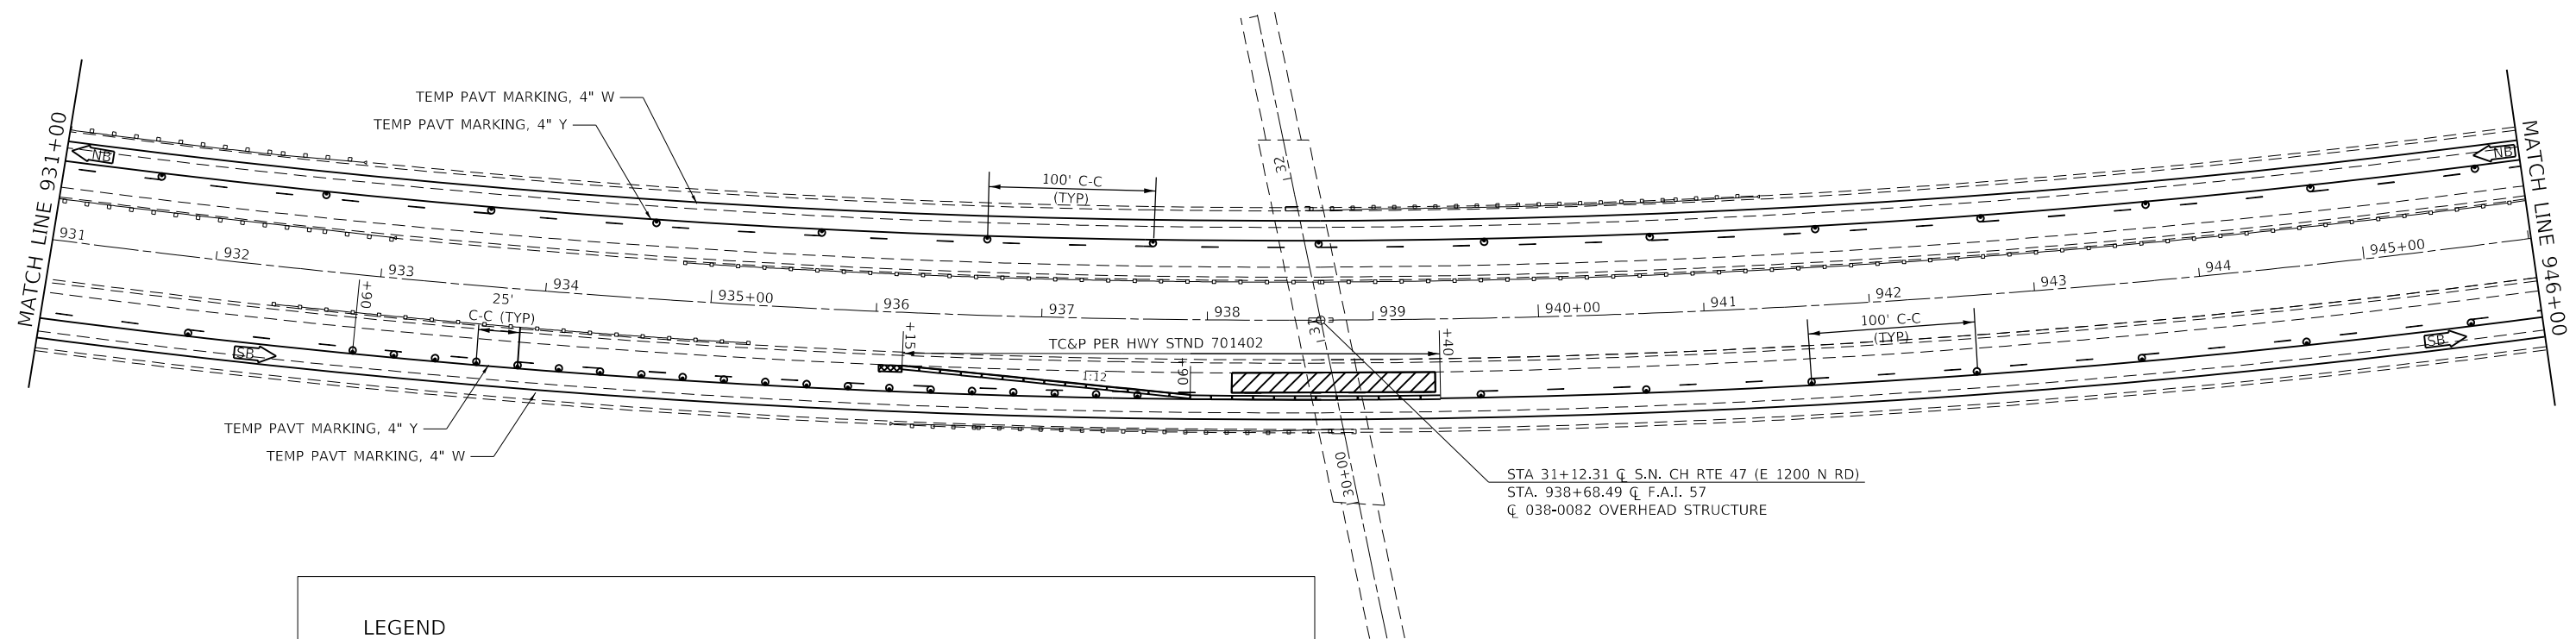 MATCH LINE 931+00
MATCH LINE 946+00
TEMP PAVT MARKING, 4" W
TEMP PAVT MARKING, 4" Y
NB
NB
100' C-C
(TYP)
32
931
932
933
934
935+00
936
937
938
939
940+00
941
942
943
944
945+00
+90
25'
C-C (TYP)
+15
TC&P PER HWY STND 701402
+40
31
100' C-C
(TYP)
SB
SB
1:12
+90
TEMP PAVT MARKING, 4" Y
TEMP PAVT MARKING, 4" W
30+00
STA 31+12.31 ℄ S.N. CH RTE 47 (E 1200 N RD)
STA. 938+68.49 ℄ F.A.I. 57
℄ 038-0082 OVERHEAD STRUCTURE
LEGEND